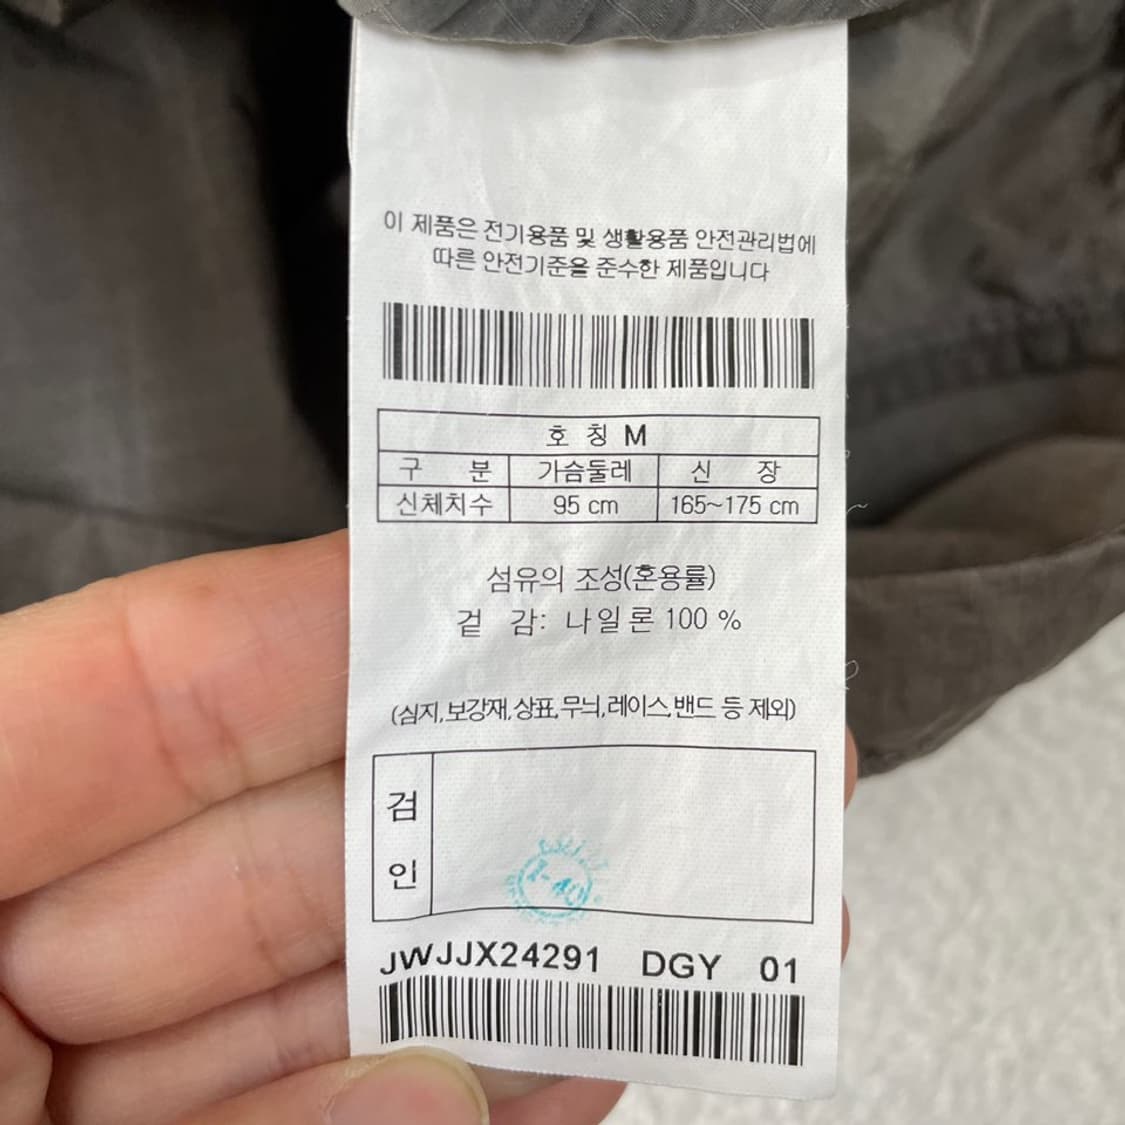 이 제품은 전기용품 및 생활용품 안전관리법에
따른 안전기준을 준수한 제품입니다
호 칭 M
구 분 가슴둘레 신 장
신체치수 95 cm 165~175 cm
섬유의 조성(혼용률)
겉 감: 나일론 100 %
(심지,보강재,상표,무늬,레이스,밴드 등 제외)
검
인
1-40
JWJJX24291 DGY 01